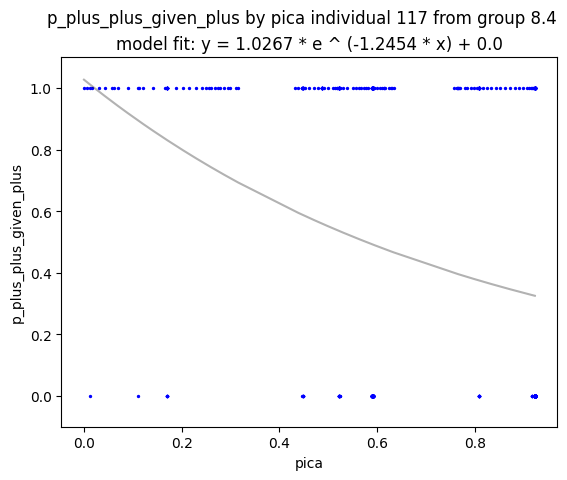 p_plus_plus_given_plus by pica individual 117 from group 8.4
model fit: y = 1.0267 * e ^ (-1.2454 * x) + 0.0
1.0
0.8
0.6
0.4
0.2
0.0
p_plus_plus_given_plus
0.0 0.2 0.4 0.6 0.8
pica